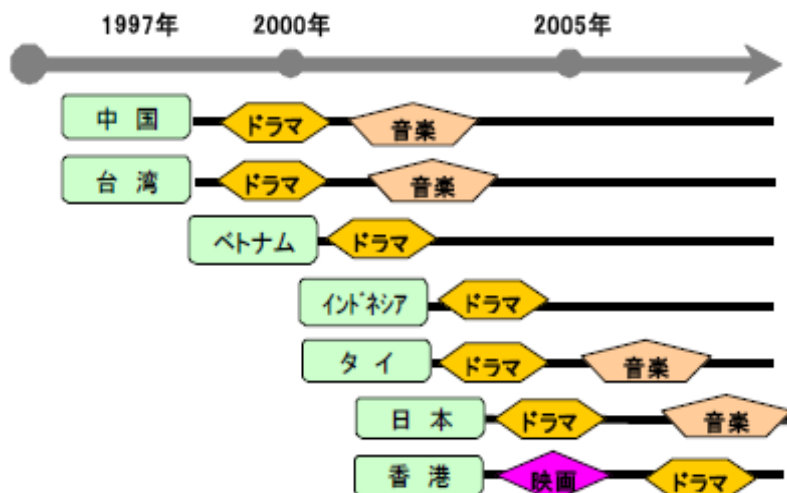 1997年 2000年 2005年
中 国 ドラマ 音楽
台 湾 ドラマ 音楽
ベトナム ドラマ
インドネシア ドラマ
タ イ ドラマ 音楽
日 本 ドラマ 音楽
香 港 映画 ドラマ